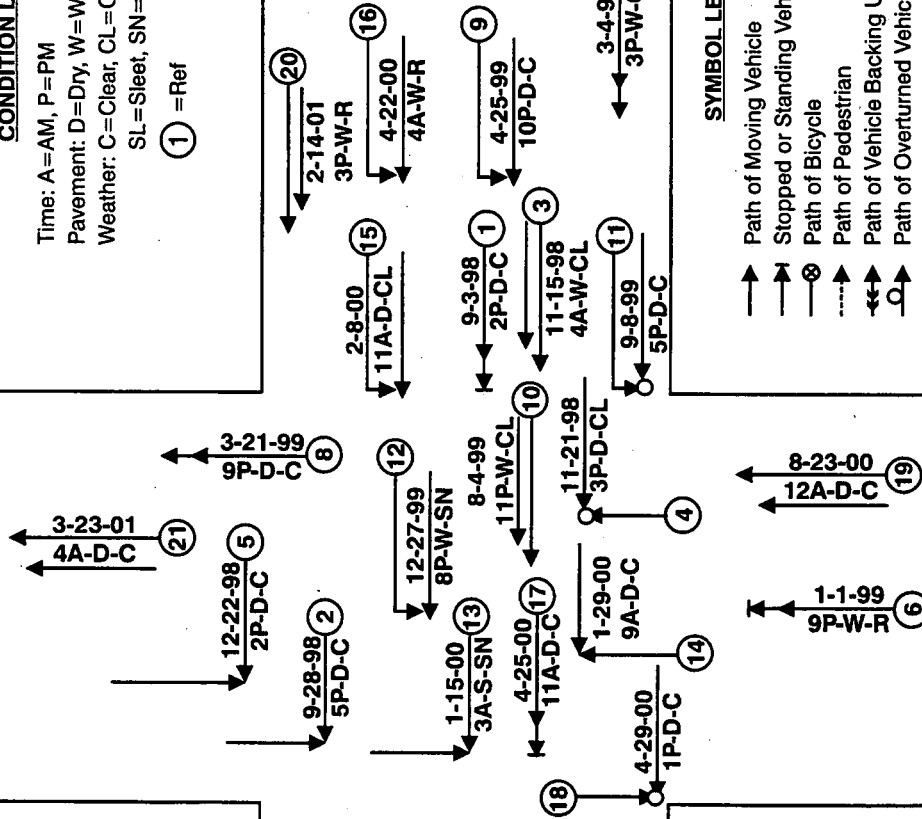 CONDITION L
Time: A=AM, P=PM
Pavement: D=Dry, W=W
Weather: C=Clear, CL=C
SL=Sleet, SN=
1 =Ref
20
2-14-01
3P-W-R
16
4-22-00
4A-W-R
9
4-25-99
10P-D-C
3-4-9
3P-W-C
15
2-8-00
11A-D-CL
1
9-3-98
2P-D-C
3
11-15-98
4A-W-CL
11
9-8-99
5P-D-C
3-21-99
9P-D-C
8
3-23-01
4A-D-C
21
5
12-22-98
2P-D-C
2
9-28-98
5P-D-C
12
12-27-99
8P-W-SN
10
8-4-99
11P-W-CL
11-21-98
3P-D-CL
4
13
1-15-00
3A-S-SN
17
4-25-00
11A-D-C
1-29-00
9A-D-C
14
4-29-00
1P-D-C
18
8-23-00
12A-D-C
19
1-1-99
9P-W-R
6
SYMBOL LE
Path of Moving Vehicle
Stopped or Standing Veh
Path of Bicycle
Path of Pedestrian
Path of Vehicle Backing U
Path of Overturned Vehic